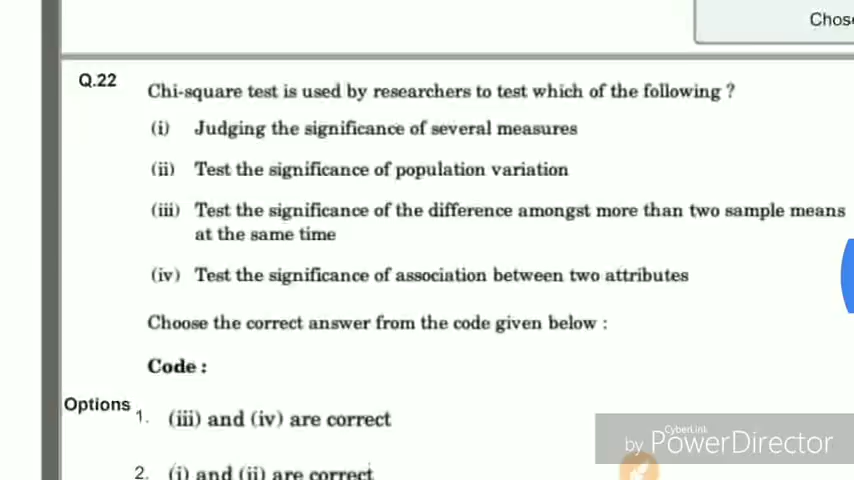 Chose
Q.22
Chi-square test is used by researchers to test which of the following ?
(i) Judging the significance of several measures
(ii) Test the significance of population variation
(iii) Test the significance of the difference amongst more than two sample means
at the same time
(iv) Test the significance of association between two attributes
Choose the correct answer from the code given below :
Code :
Options
1. (iii) and (iv) are correct
CyberLink
by PowerDirector
2. (i) and (ii) are correct